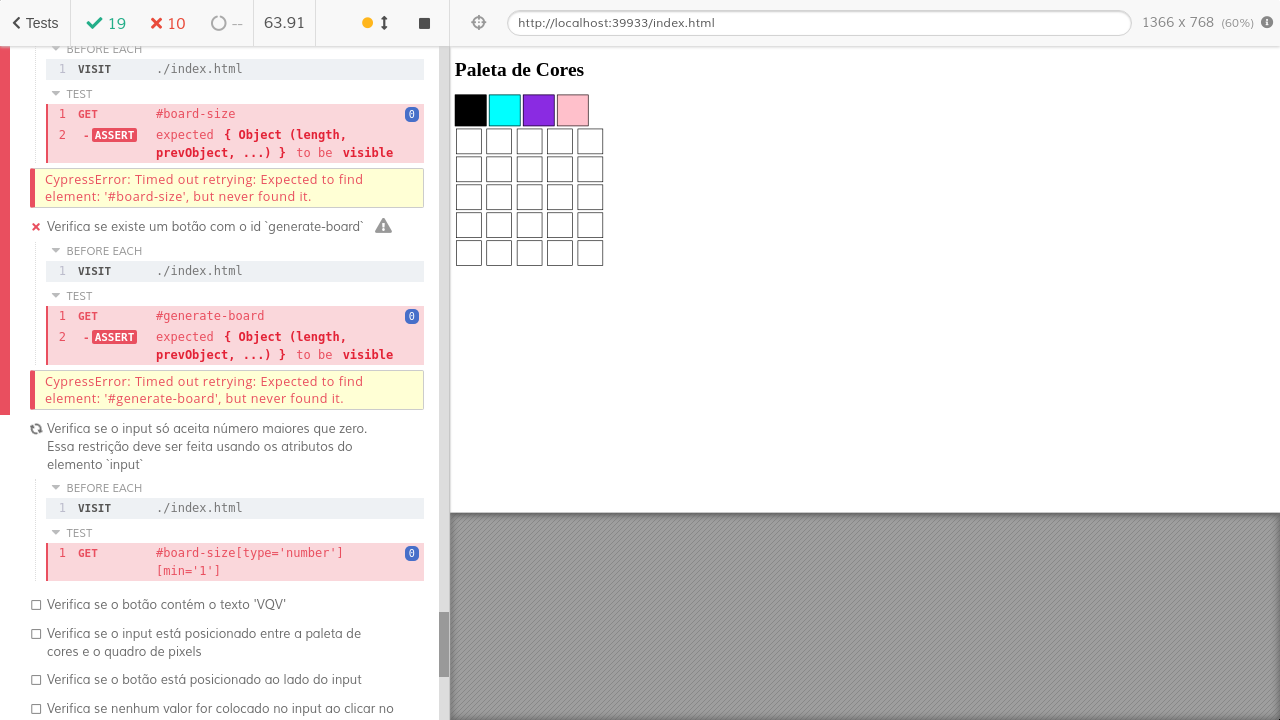 Tests 19 10 -- 63.91 http://localhost:39933/index.html 1366 x 768 (60%)
BEFORE EACH
1 VISIT ./index.html
TEST
1 GET #board-size 0
2 -ASSERT expected { Object (length,
prevObject, ...) } to be visible
CypressError: Timed out retrying: Expected to find
element: '#board-size', but never found it.
Verifica se existe um botão com o id `generate-board`
BEFORE EACH
1 VISIT ./index.html
TEST
1 GET #generate-board 0
2 -ASSERT expected { Object (length,
prevObject, ...) } to be visible
CypressError: Timed out retrying: Expected to find
element: '#generate-board', but never found it.
Verifica se o input só aceita número maiores que zero.
Essa restrição deve ser feita usando os atributos do
elemento `input`
BEFORE EACH
1 VISIT ./index.html
TEST
1 GET #board-size[type='number'] 0
[min='1']
Verifica se o botão contém o texto 'VQV'
Verifica se o input está posicionado entre a paleta de
cores e o quadro de pixels
Verifica se o botão está posicionado ao lado do input
Verifica se nenhum valor for colocado no input ao clicar no
Paleta de Cores